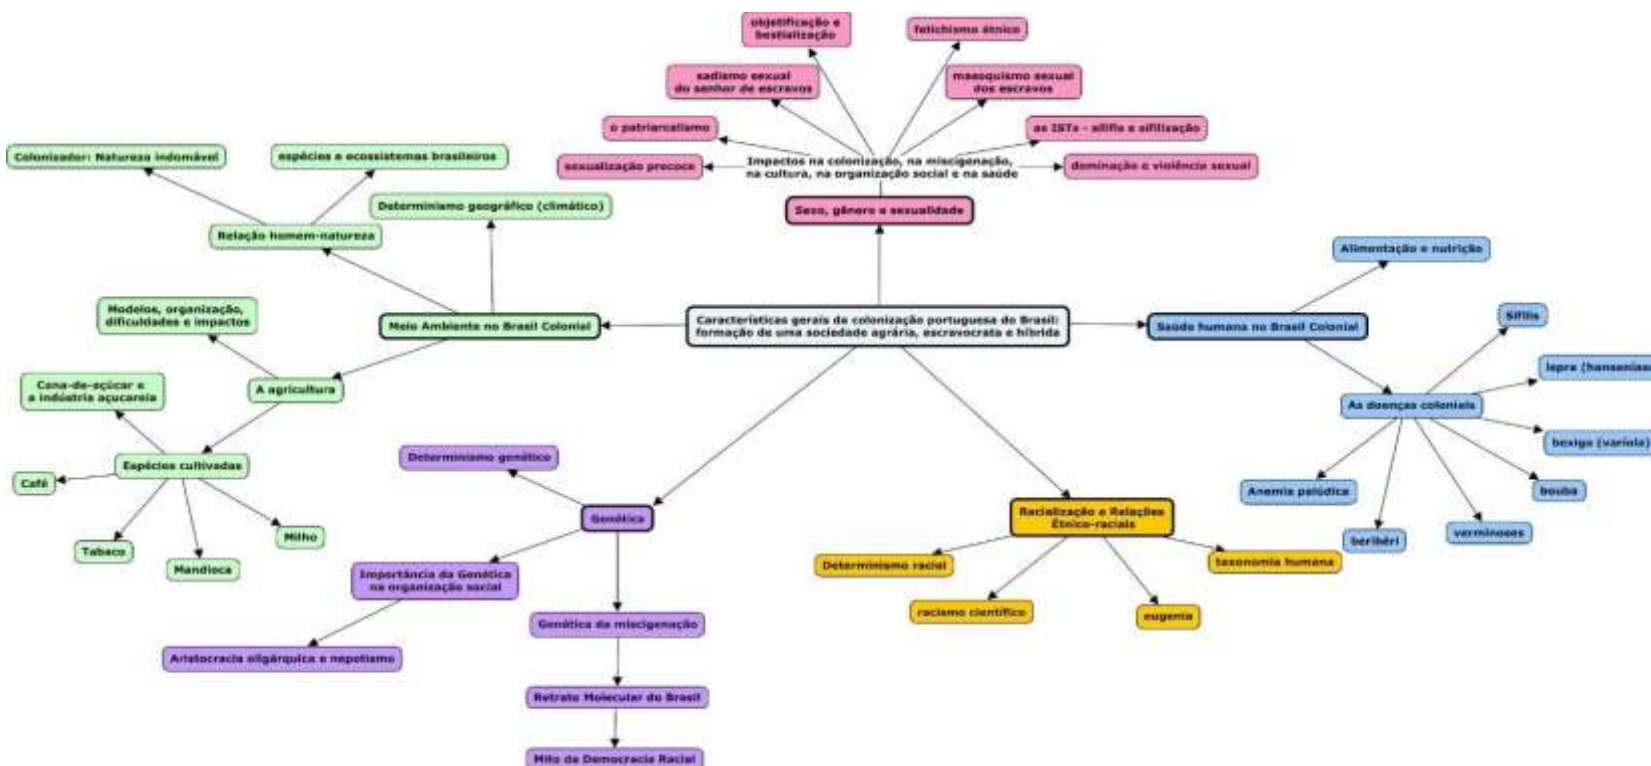 objetificação e
bestialização
fetichismo étnico
sadismo sexual
do senhor de escravos
masoquismo sexual
dos escravos
o patriarcalismo
as ISTs - sífilis e sifilização
sexualização precoce
Impactos na colonização, na miscigenação,
na cultura, na organização social e na saúde
dominação e violência sexual
Sexo, gênero e sexualidade
Colonizador: Natureza indomável
espécies e ecossistemas brasileiros
Determinismo geográfico (climático)
Relação homem-natureza
Modelos, organização,
dificuldades e impactos
Meio Ambiente no Brasil Colonial
Características gerais da colonização portuguesa do Brasil:
formação de uma sociedade agrária, escravocrata e híbrida
Saúde humana no Brasil Colonial
Alimentação e nutrição
Sífilis
lepra (hanseníase
As doenças coloniais
bexiga (varíola)
bouba
verminoses
beribéri
Anemia palúdica
A agricultura
Cana-de-açúcar e
a indústria açucareia
Espécies cultivadas
Café
Tabaco
Mandioca
Milho
Determinismo genético
Genética
Importância da Genética
na organização social
Aristocracia oligárquica e nepotismo
Genética da miscigenação
Retrato Molecular do Brasil
Mito da Democracia Racial
Racialização e Relações
Étnico-raciais
Determinismo racial
racismo científico
eugenia
taxonomia humana